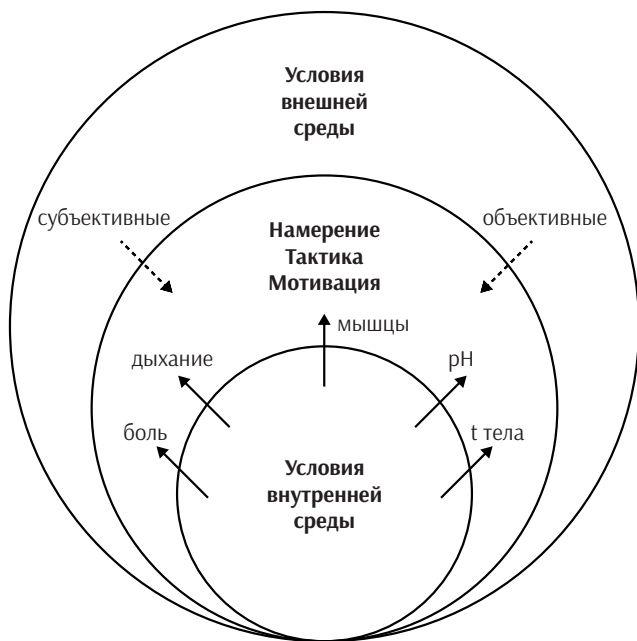 Условия
внешней
среды
субъективные
объективные
Намерение
Тактика
Мотивация
мышцы
дыхание
pH
боль
t тела
Условия
внутренней
среды